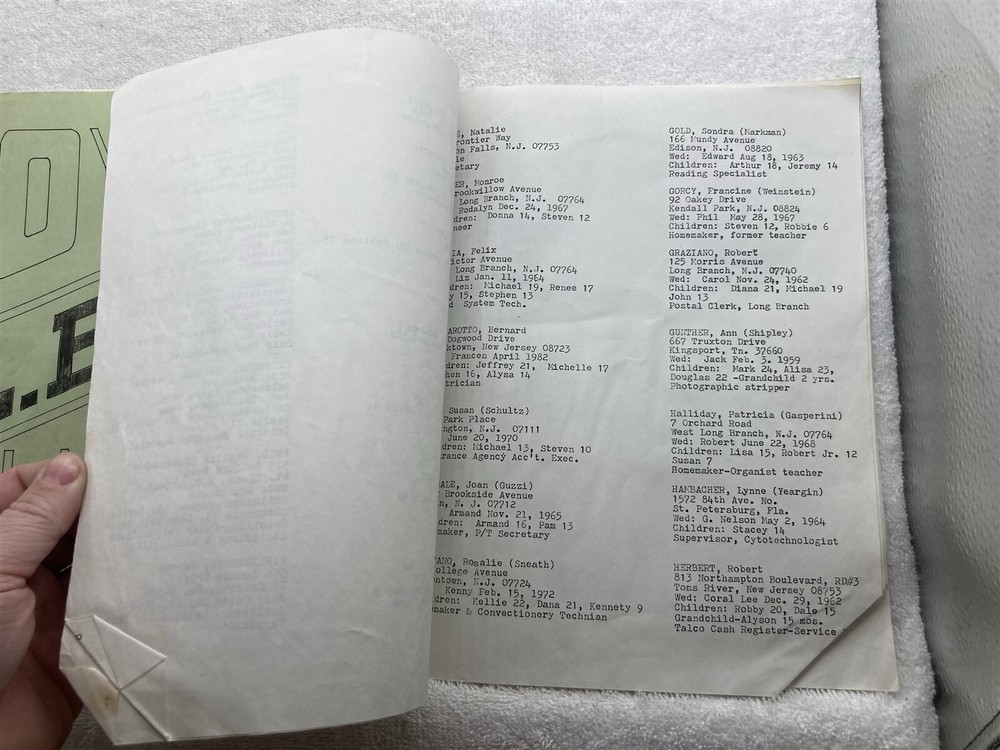 Natalie
rontier Way
on Falls, N.J. 07753
le
etary
ER, Monroe
rookwillow Avenue
Long Branch, N.J. 07764
Rodalyn Dec. 24, 1967
dren: Donna 14, Steven 12
neer
IA, Felix
ictor Avenue
Long Branch, N.J. 07764
Liz Jan. 11, 1964
dren: Michael 19, Renee 17
y 15, Stephen 13
d System Tech.
AROTTO, Bernard
Dogwood Drive
ktown, New Jersey 08723
Frances April 1982
dren: Jeffrey 21, Michelle 17
hen 16, Alysa 14
trician
Susan (Schultz)
Park Place
ngton, N.J. 07111
June 20, 1970
dren: Michael 13, Steven 10
rance Agency Acc't. Exec.
ALE, Joan (Guzzi)
Brookside Avenue
n, N. J. 07712
Armand Nov. 21, 1965
dren: Armand 16, Pam 13
maker, P/T Secretary
ANO, Rosalie (Sneath)
ollege Avenue
entown, N.J. 07724
Kenny Feb. 15, 1972
dren: Kellie 22, Dana 21, Kennety 9
maker & Convectionery Technian
GOLD, Sondra (Markman)
166 Mundy Avenue
Edison, N.J. 08820
Wed: Edward Aug 18, 1963
Children: Arthur 18, Jeremy 14
Reading Specialist
GORCY, Francine (Weinstein)
92 Oakey Drive
Kendall Park, N.J. 08824
Wed: Phil May 28, 1967
Children: Steven 12, Robbie 6
Homemaker, former teacher
GRAZIANO, Robert
125 Morris Avenue
Long Branch, N.J. 07740
Wed: Carol Nov. 24, 1962
Children: Diana 21, Michael 19
John 13
Postal Clerk, Long Branch
GUNTHER, Ann (Shipley)
667 Truxton Drive
Kingsport, Tn. 37660
Wed: Jack Feb. 3. 1959
Children: Mark 24, Alisa 23,
Douglas 22 -Grandchild 2 yrs.
Photographic stripper
Halliday, Patricia (Gasperini)
7 Orchard Road
West Long Branch, N.J. 07764
Wed: Robert June 22, 1968
Children: Lisa 15, Robert Jr. 12
Susan 7
Homemaker-Organist teacher
HAMBACHER, Lynne (Yeargin)
1572 84th Ave. No.
St. Petersburg, Fla.
Wed: G. Nelson May 2, 1964
Children: Stacey 14
Supervisor, Cytotechnologist
HERBERT, Robert
813 Northampton Boulevard, RD#3
Toms River, New Jersey 08753
Wed: Coral Lee Dec. 29, 1962
Children: Robby 20, Dale 15
Grandchild-Alyson 15 mos.
Talco Cash Register-Service